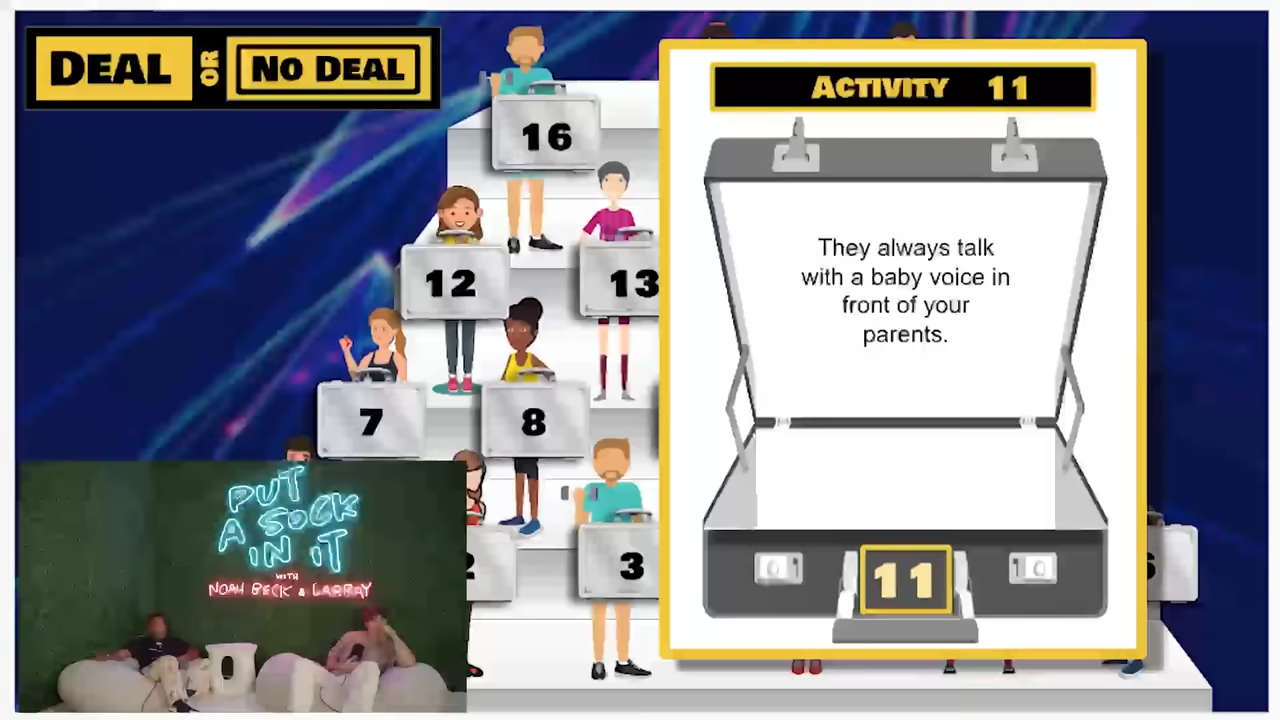 DEAL OR NO DEAL
ACTIVITY 11
16
They always talk
with a baby voice in
front of your
parents.
12
13
7
8
2
3
11
PUT
A SOCK
IN IT
WITH
NOAH BECK & LARRAY